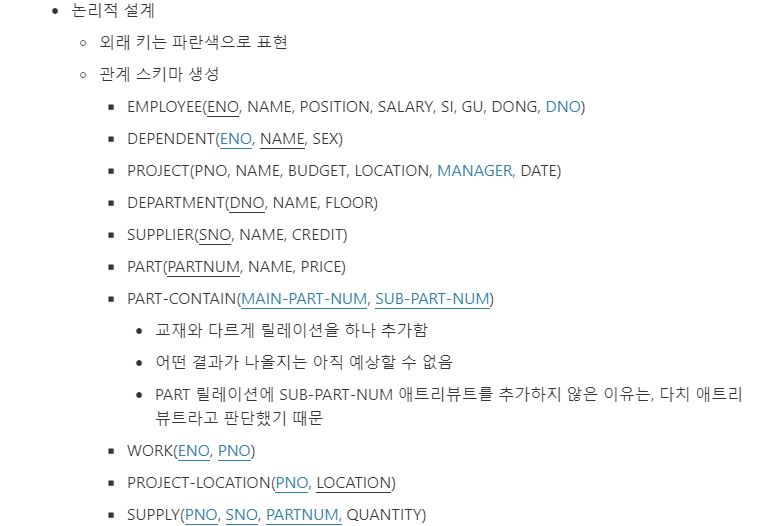 논리적 설계
외래 키는 파란색으로 표현
관계 스키마 생성
EMPLOYEE(ENO, NAME, POSITION, SALARY, SI, GU, DONG, DNO)
DEPENDENT(ENO, NAME, SEX)
PROJECT(PNO, NAME, BUDGET, LOCATION, MANAGER, DATE)
DEPARTMENT(DNO, NAME, FLOOR)
SUPPLIER(SNO, NAME, CREDIT)
PART(PARTNUM, NAME, PRICE)
PART-CONTAIN(MAIN-PART-NUM, SUB-PART-NUM)
교재와 다르게 릴레이션을 하나 추가함
어떤 결과가 나올지는 아직 예상할 수 없음
PART 릴레이션에 SUB-PART-NUM 애트리뷰트를 추가하지 않은 이유는, 다치 애트리
뷰트라고 판단했기 때문
WORK(ENO, PNO)
PROJECT-LOCATION(PNO, LOCATION)
SUPPLY(PNO, SNO, PARTNUM, QUANTITY)